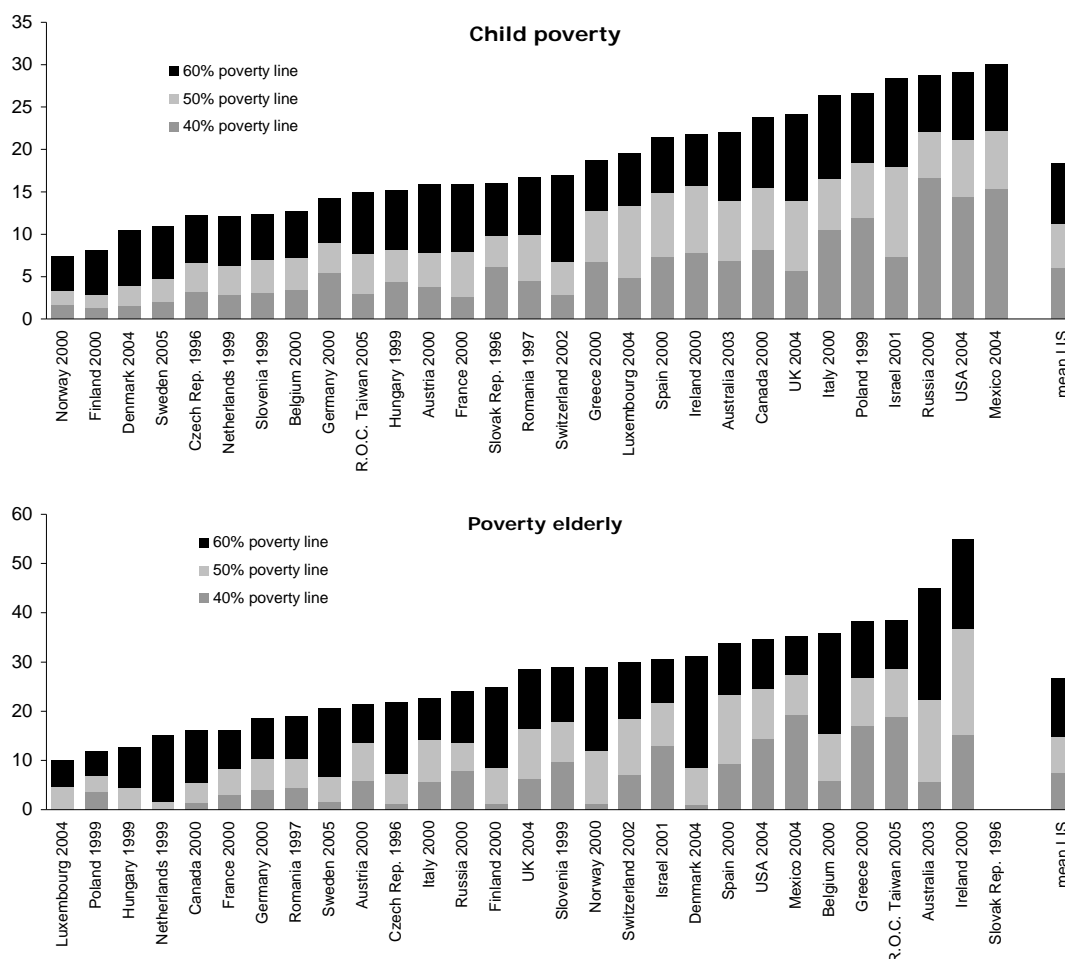 35
30
25
20
15
10
5
0
Child poverty
60% poverty line
50% poverty line
40% poverty line
Norway 2000
Finland 2000
Denmark 2004
Sweden 2005
Czech Rep. 1996
Netherlands 1999
Slovenia 1999
Belgium 2000
Germany 2000
R.O.C. Taiwan 2005
Hungary 1999
Austria 2000
France 2000
Slovak Rep. 1996
Romania 1997
Switzerland 2002
Greece 2000
Luxembourg 2004
Spain 2000
Ireland 2000
Australia 2003
Canada 2000
UK 2004
Italy 2000
Poland 1999
Israel 2001
Russia 2000
USA 2004
Mexico 2004
mean LIS
60
50
40
30
20
10
0
Poverty elderly
60% poverty line
50% poverty line
40% poverty line
Luxembourg 2004
Poland 1999
Hungary 1999
Netherlands 1999
Canada 2000
France 2000
Germany 2000
Romania 1997
Sweden 2005
Austria 2000
Czech Rep. 1996
Italy 2000
Russia 2000
Finland 2000
UK 2004
Slovenia 1999
Norway 2000
Switzerland 2002
Israel 2001
Denmark 2004
Spain 2000
USA 2004
Mexico 2004
Belgium 2000
Greece 2000
R.O.C. Taiwan 2005
Australia 2003
Ireland 2000
Slovak Rep. 1996
mean LIS